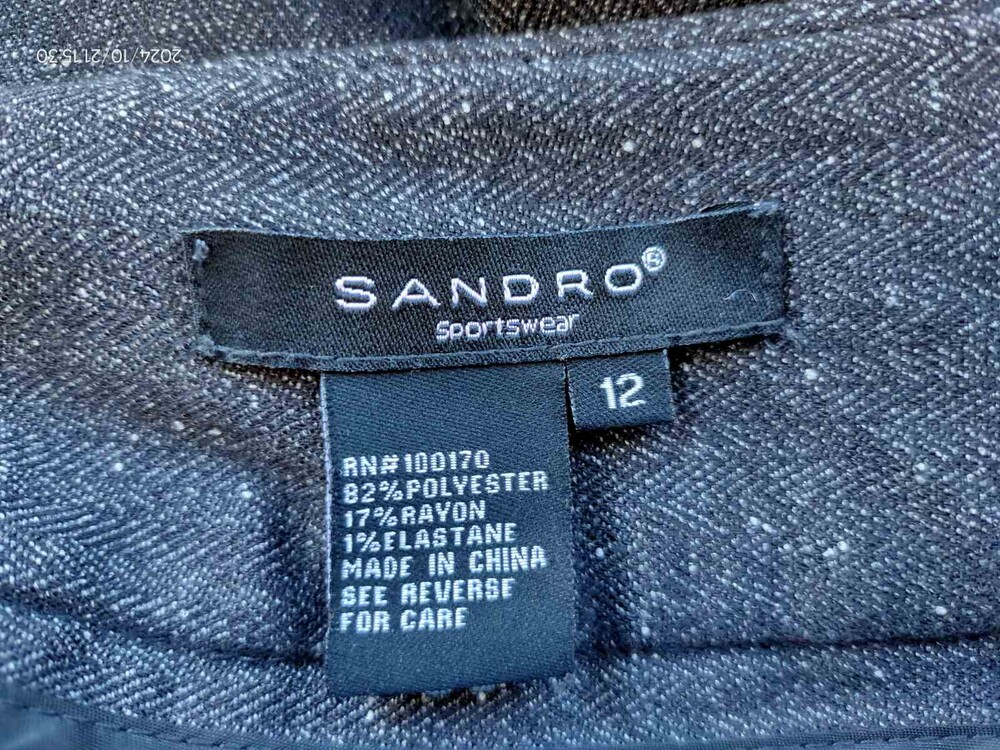 2024/10/21 15:30
SANDRO®
Sportswear
12
RN#100170
82%POLYESTER
17%RAYON
1%ELASTANE
MADE IN CHINA
SEE REVERSE
FOR CARE